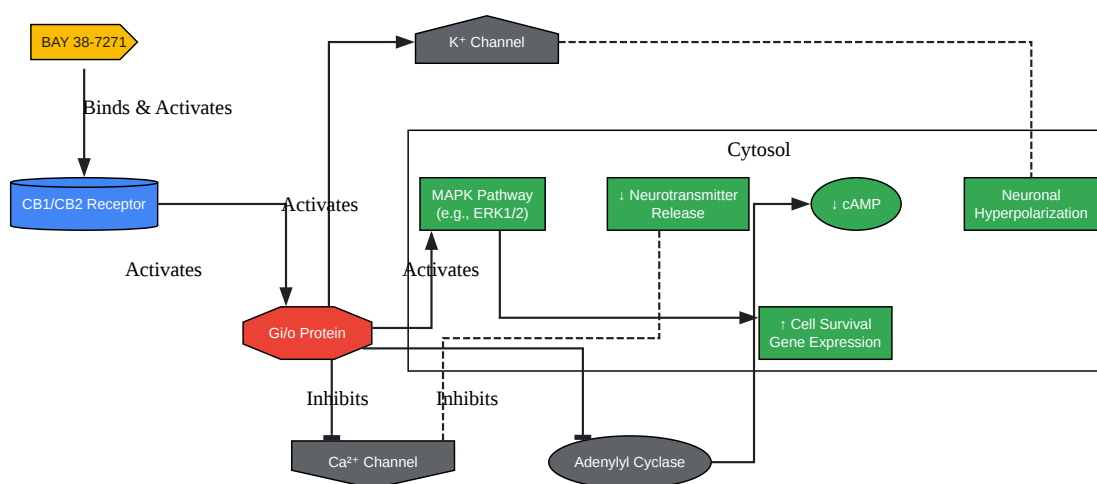 BAY 38-7271
K⁺ Channel
Binds & Activates
Cytosol
CB1/CB2 Receptor
Activates
MAPK Pathway
(e.g., ERK1/2)
↓ Neurotransmitter
Release
↓ cAMP
Neuronal
Hyperpolarization
Activates
Activates
Gi/o Protein
↑ Cell Survival
Gene Expression
Inhibits
Inhibits
Ca²⁺ Channel
Adenylyl Cyclase